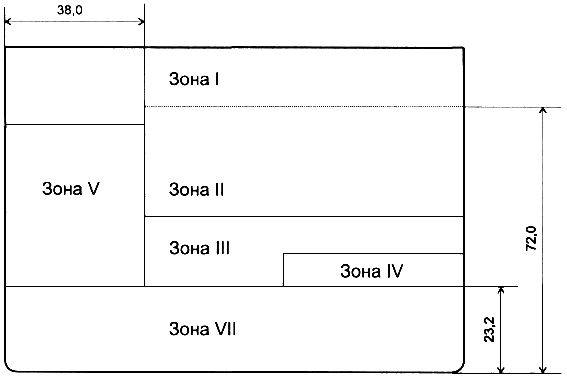 38,0
Зона I
Зона V
Зона II
72,0
Зона III
Зона IV
23,2
Зона VII